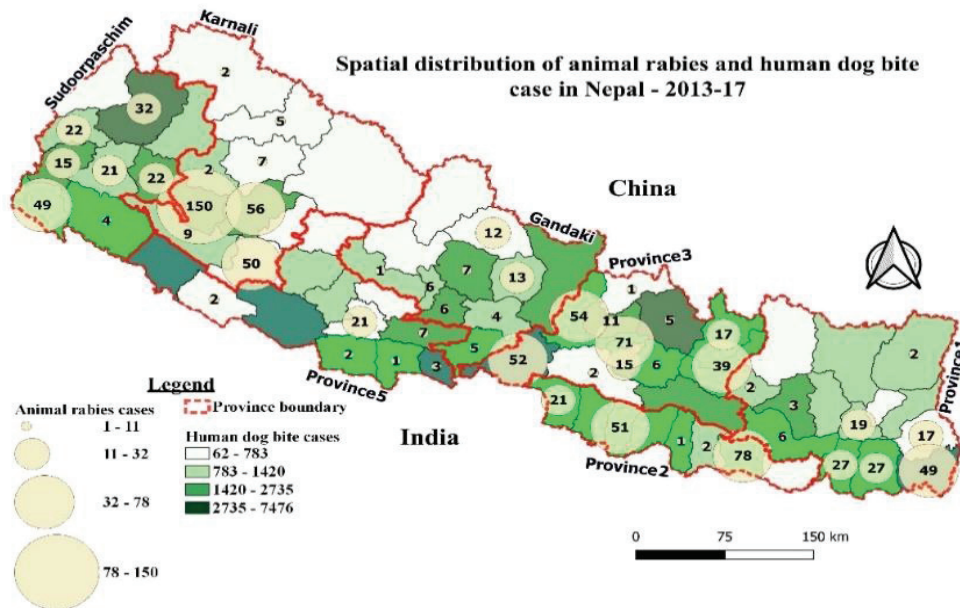 Karnali
Sudoorpaschim
Spatial distribution of animal rabies and human dog bite
case in Nepal - 2013-17
2
32
5
22
15
21
22
2
7
49
4
150
56
9
50
2
China
Gandaki
12
7
13
1
6
6
4
21
7
2
1
3
5
52
Province5
Province3
1
54
11
5
71
15
6
17
39
2
2
21
51
1
2
78
Province2
3
6
19
27
27
2
17
49
Province1
India
Legend
Animal rabies cases
1 - 11
11 - 32
32 - 78
78 - 150
Province boundary
Human dog bite cases
62 - 783
783 - 1420
1420 - 2735
2735 - 7476
0 75 150 km